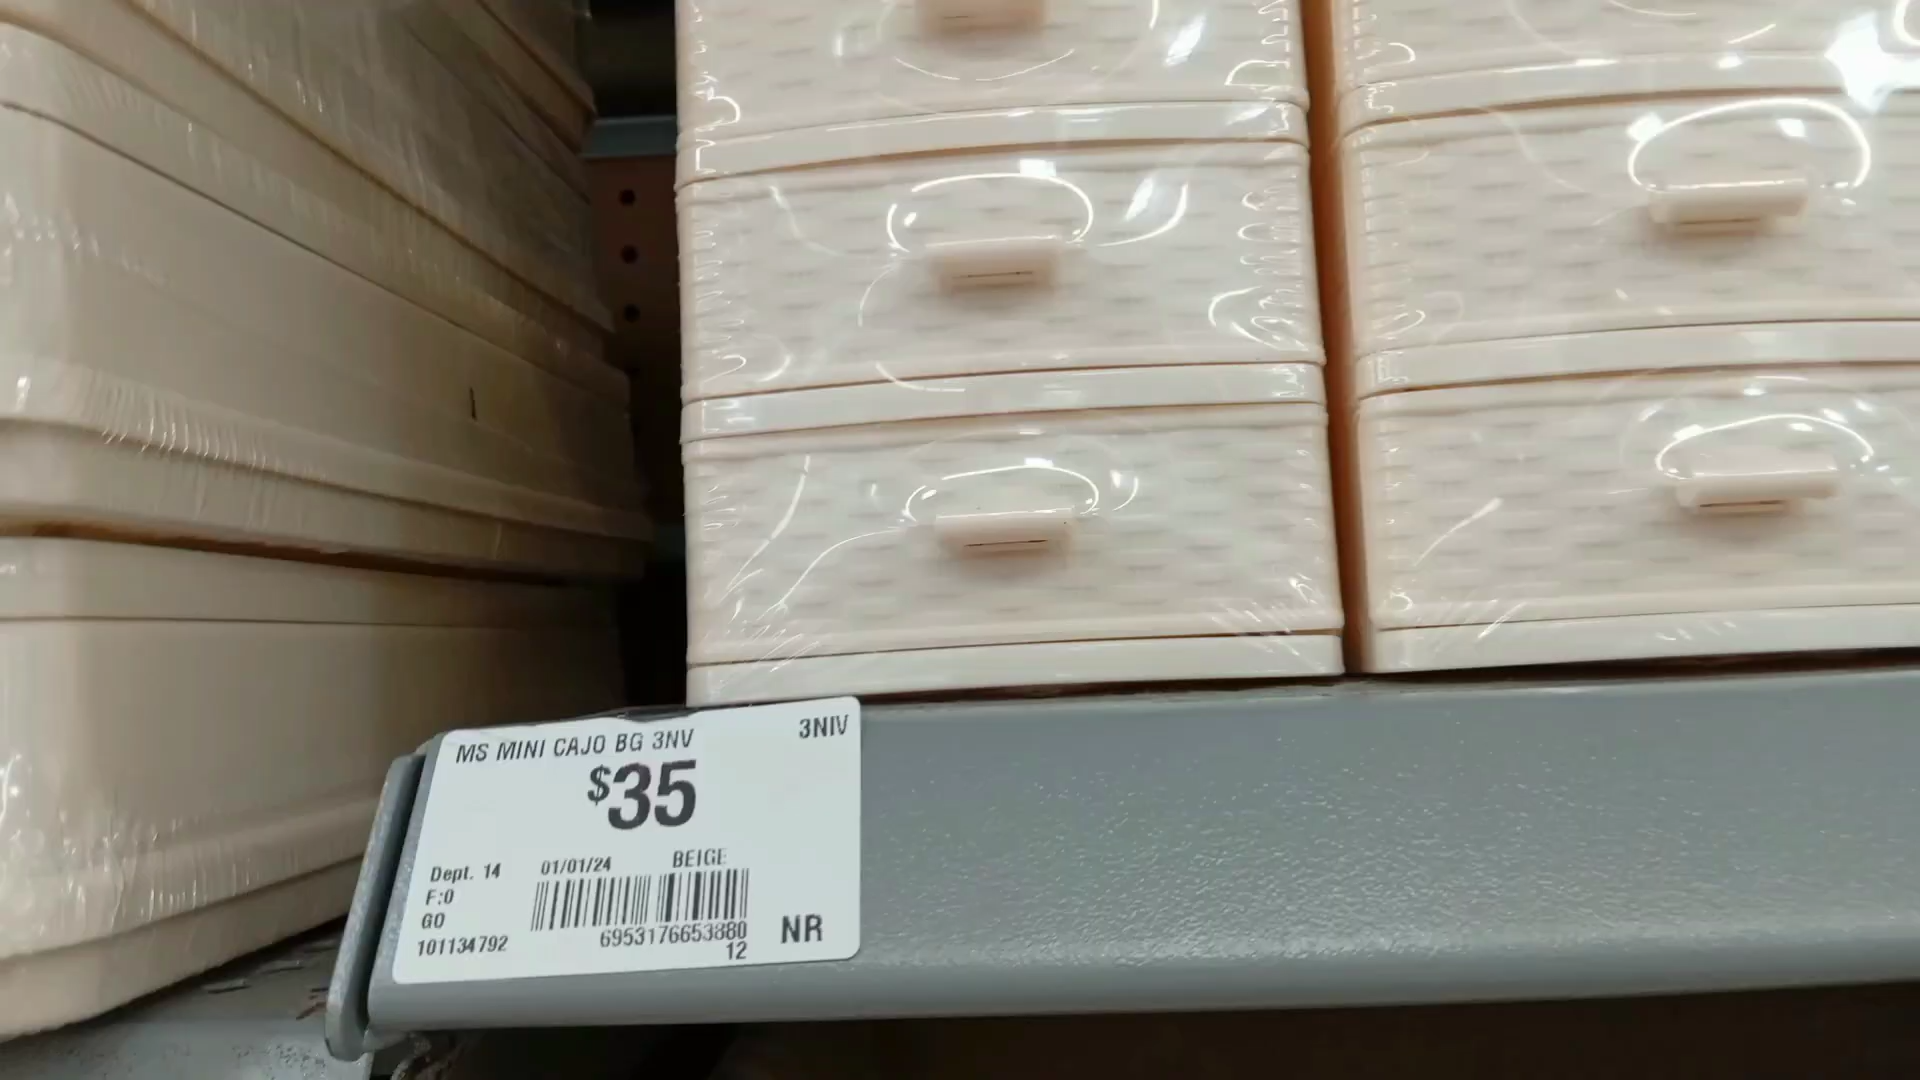 MS MINI CAJO BG 3NV 3NIV
$35
Dept. 14 01/01/24 BEIGE
F:0
GO
101134792 6953176653880 NR
12